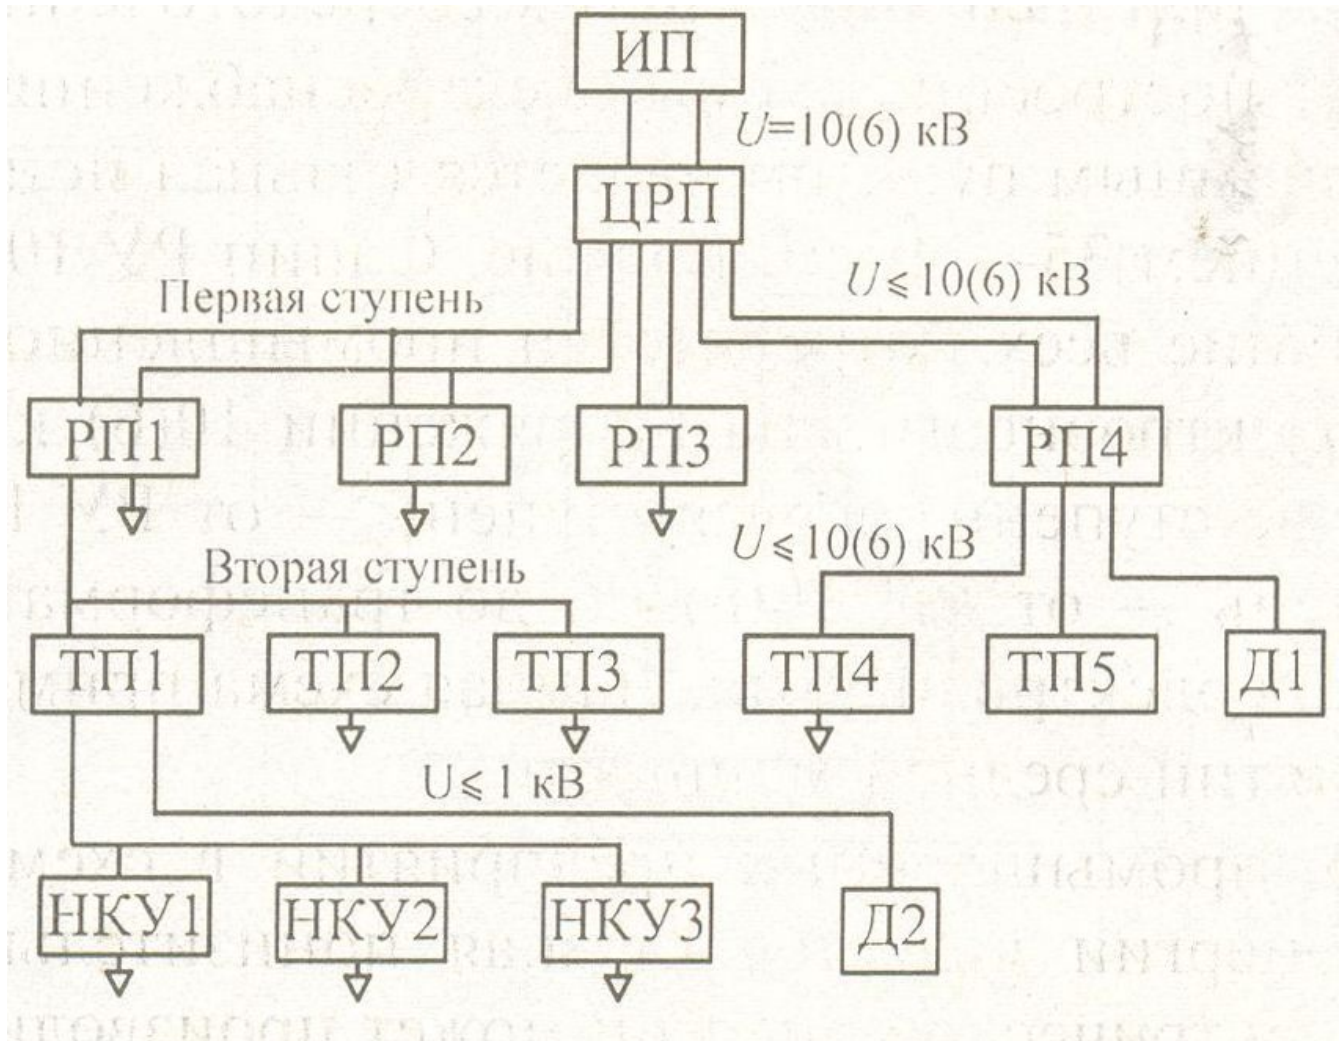 ИП
U=10(6) кВ
ЦРП
Первая ступень
U⩽10(6) кВ
РП1
РП2
РП3
РП4
Вторая ступень
U⩽10(6) кВ
ТП1
ТП2
ТП3
ТП4
ТП5
Д1
U⩽1 кВ
НКУ1
НКУ2
НКУ3
Д2